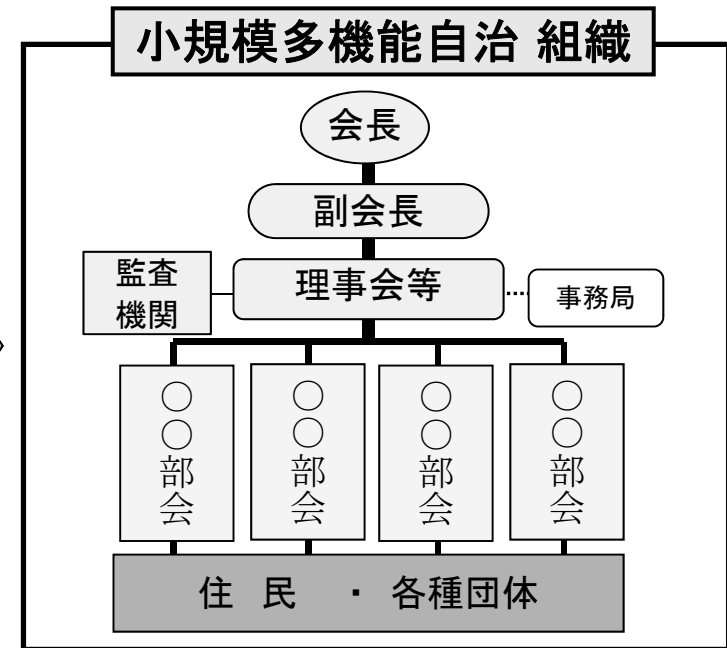 小規模多機能自治 組織
会長
副会長
監査
機関
理事会等
事務局
○○部会
○○部会
○○部会
○○部会
住 民 ・ 各種団体